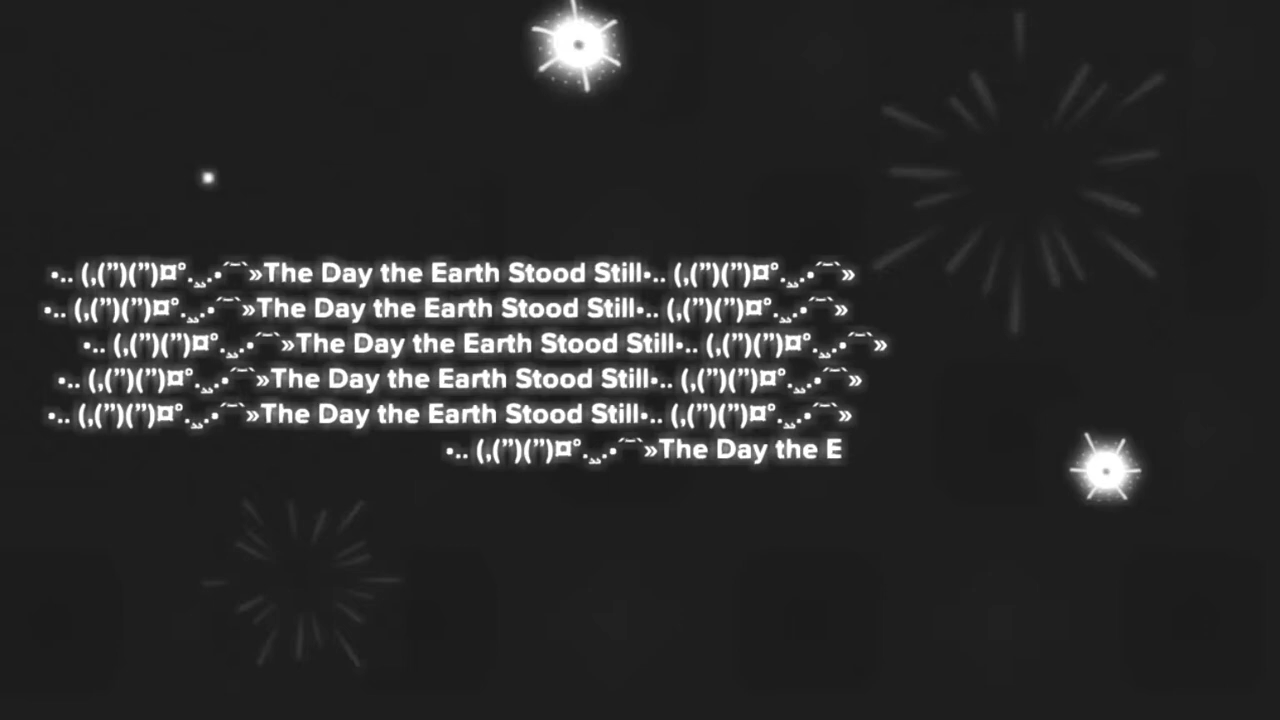 •.. (¸(”)(”)¤°.¸¸.•´¯`»The Day the Earth Stood Still•.. (¸(”)(”)¤°.¸¸.•´¯`»
•.. (¸(”)(”)¤°.¸¸.•´¯`»The Day the Earth Stood Still•.. (¸(”)(”)¤°.¸¸.•´¯`»
•.. (¸(”)(”)¤°.¸¸.•´¯`»The Day the Earth Stood Still•.. (¸(”)(”)¤°.¸¸.•´¯`»
•.. (¸(”)(”)¤°.¸¸.•´¯`»The Day the Earth Stood Still•.. (¸(”)(”)¤°.¸¸.•´¯`»
•.. (¸(”)(”)¤°.¸¸.•´¯`»The Day the Earth Stood Still•.. (¸(”)(”)¤°.¸¸.•´¯`»
•.. (¸(”)(”)¤°.¸¸.•´¯`»The Day the E